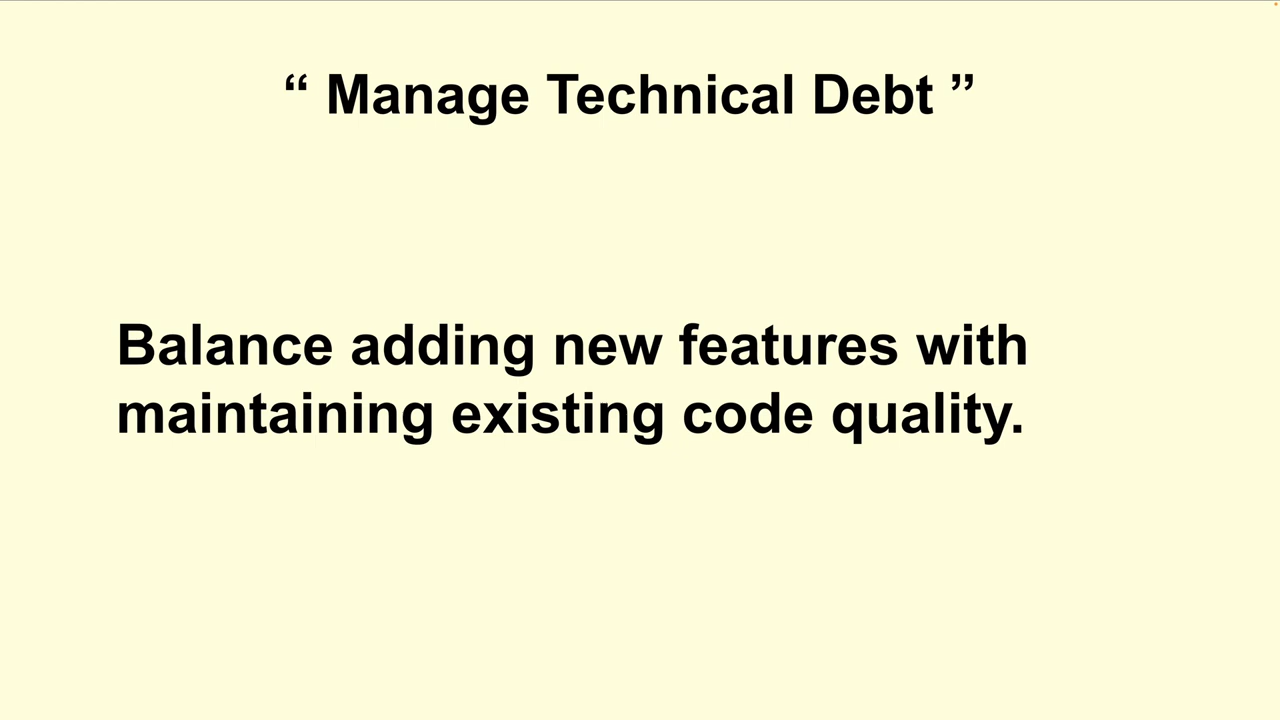 “ Manage Technical Debt ”
Balance adding new features with
maintaining existing code quality.